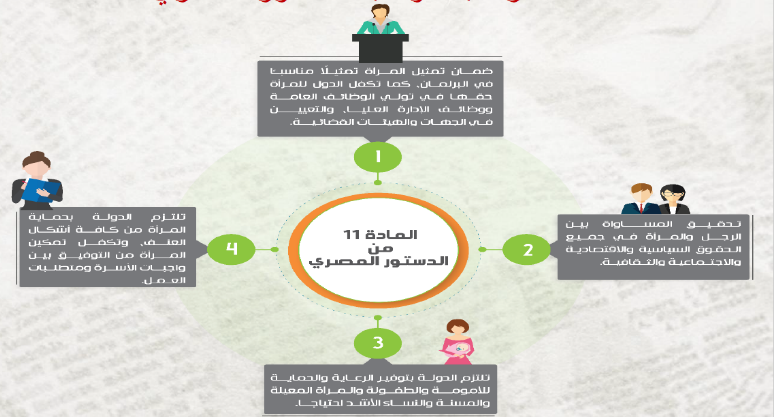 ضمان تمثيل المرأة تمثيلًا مناسبًا
في البرلمان، كما تكفل الدول للمرأة
حقها في تولي الوظائف العامة
ووظائف الإدارة العليا، والتعيين
في الجهات والهيئات القضائية.
1
المادة 11
من
الدستور المصري
2
تحقيق المساواة بين
الرجل والمرأة في جميع
الحقوق السياسية والاقتصادية
والاجتماعية والثقافية.
3
تلتزم الدولة بتوفير الرعاية والحماية
للأمومة والطفولة والمرأة المعيلة
والمسنة والنساء الأشد احتياجا.
4
تلتزم الدولة بحماية
المرأة من كافة أشكال
العنف، وتكفل تمكين
المرأة من التوفيق بين
واجبات الأسرة ومتطلبات
العمل.